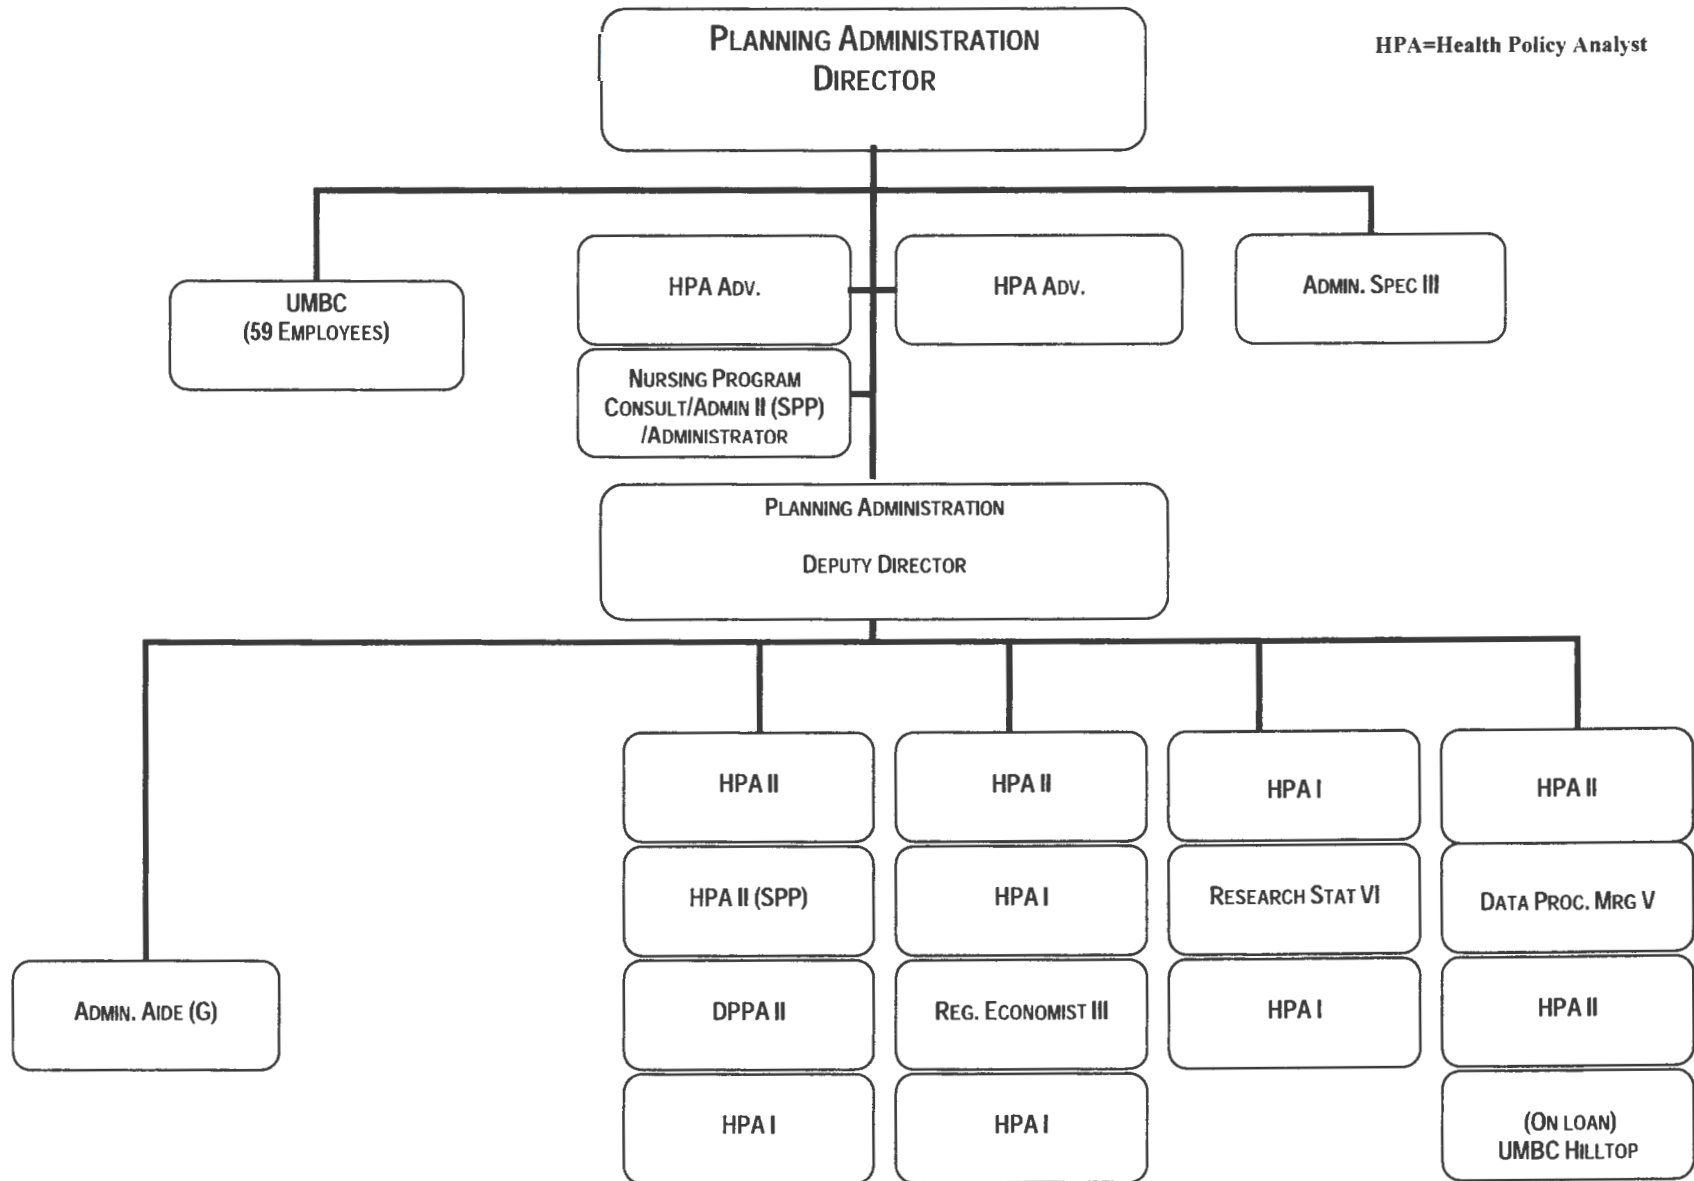 PLANNING ADMINISTRATION
DIRECTOR
HPA=Health Policy Analyst
UMBC
(59 EMPLOYEES)
HPA ADV.
HPA ADV.
ADMIN. SPEC III
NURSING PROGRAM
CONSULT/ADMIN II (SPP)
/ADMINISTRATOR
PLANNING ADMINISTRATION
DEPUTY DIRECTOR
ADMIN. AIDE (G)
HPA II
HPA II (SPP)
DPPA II
HPA I
HPA II
HPA I
REG. ECONOMIST III
HPA I
HPA I
RESEARCH STAT VI
HPA I
HPA II
DATA PROC. MRG V
HPA II
(ON LOAN)
UMBC HILLTOP